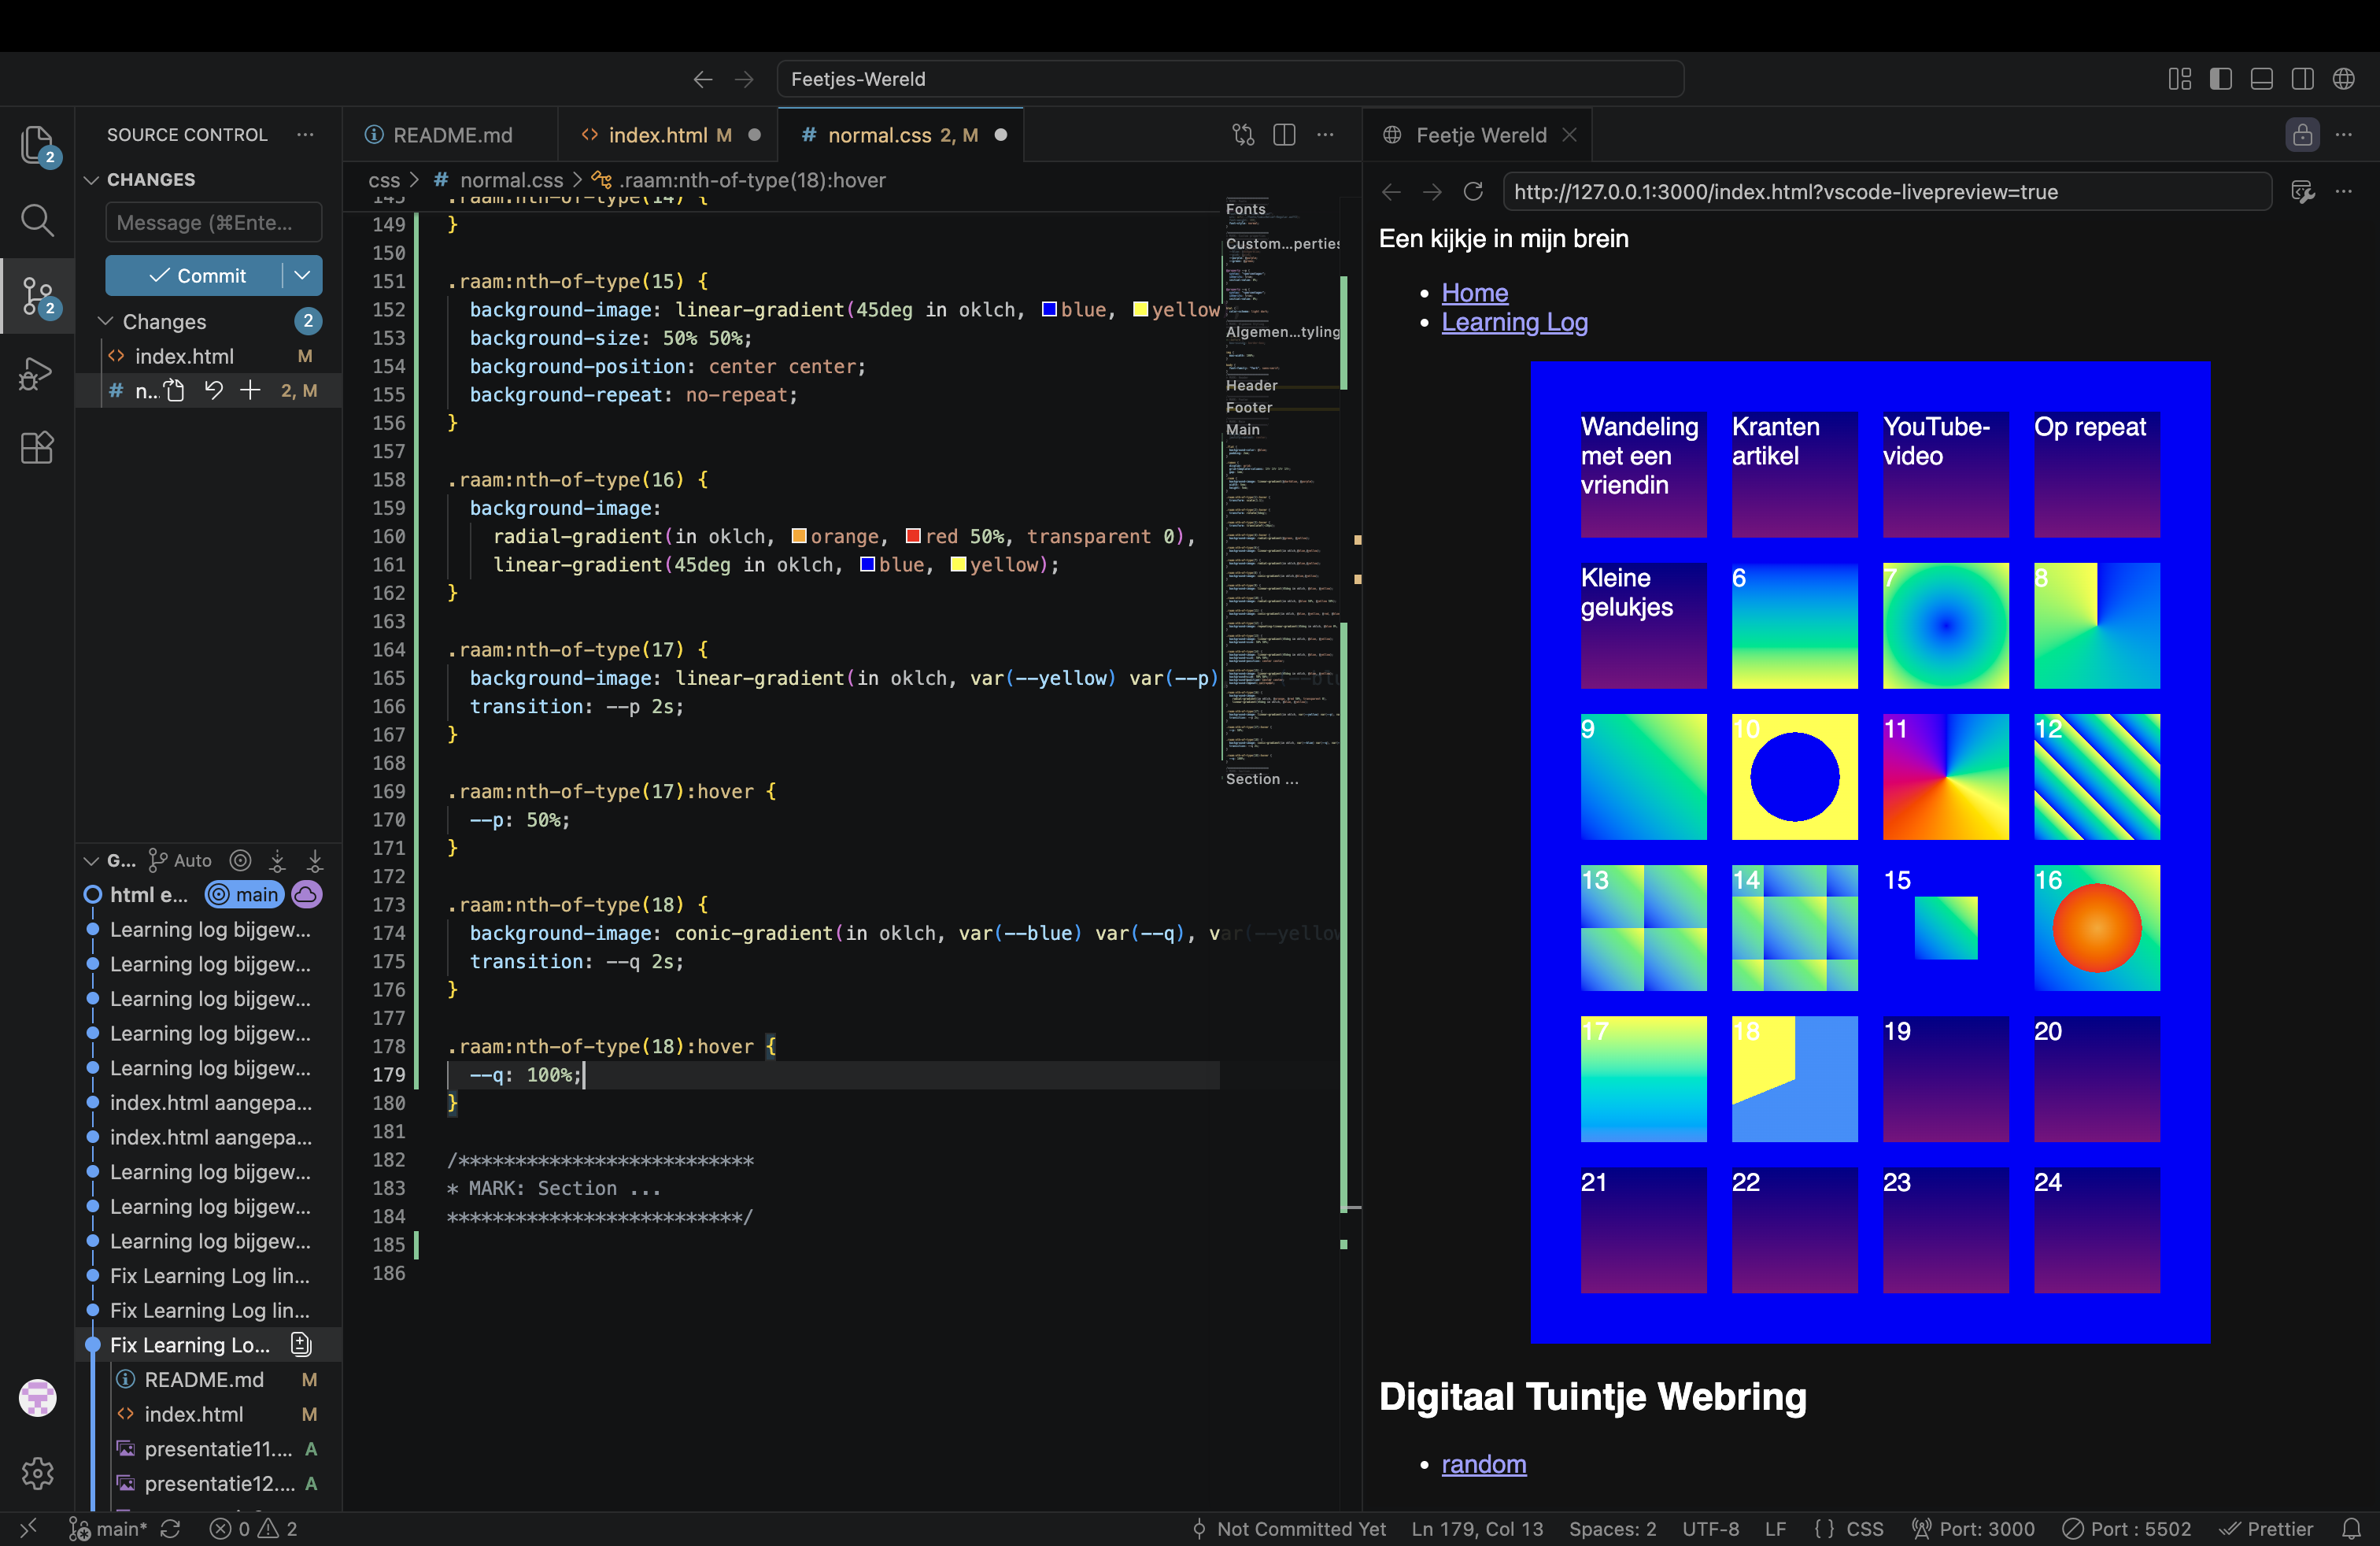 Feetjes-Wereld
SOURCE CONTROL
README.md
index.html M
# normal.css 2, M
Feetje Wereld
CHANGES
css > # normal.css > .raam:nth-of-type(18):hover
http://127.0.0.1:3000/index.html?vscode-livepreview=true
Message (⌘Ente...
Commit
Changes 2
index.html M
# n... 2, M
2
2
G... Auto
html e... main
Learning log bijgew...
Learning log bijgew...
Learning log bijgew...
Learning log bijgew...
Learning log bijgew...
index.html aangepa...
index.html aangepa...
Learning log bijgew...
Learning log bijgew...
Learning log bijgew...
Fix Learning Log lin...
Fix Learning Log lin...
Fix Learning Lo...
README.md M
index.html M
presentatie11.... A
presentatie12.... A
145 .raam:nth-of-type(14) {
149 }
150
151 .raam:nth-of-type(15) {
152 background-image: linear-gradient(45deg in oklch, blue, yellow
153 background-size: 50% 50%;
154 background-position: center center;
155 background-repeat: no-repeat;
156 }
157
158 .raam:nth-of-type(16) {
159 background-image:
160 radial-gradient(in oklch, orange, red 50%, transparent 0),
161 linear-gradient(45deg in oklch, blue, yellow);
162 }
163
164 .raam:nth-of-type(17) {
165 background-image: linear-gradient(in oklch, var(--yellow) var(--p)
166 transition: --p 2s;
167 }
168
169 .raam:nth-of-type(17):hover {
170 --p: 50%;
171 }
172
173 .raam:nth-of-type(18) {
174 background-image: conic-gradient(in oklch, var(--blue) var(--q), var(--yellow
175 transition: --q 2s;
176 }
177
178 .raam:nth-of-type(18):hover {
179 --q: 100%;
180 }
181
182 /**************************
183 * MARK: Section ...
184 **************************/
185
186
Fonts
Custom...perties
Algemen...tyling
Header
Footer
Main
Section ...
Een kijkje in mijn brein
Home
Learning Log
Wandeling
met een
vriendin
Kranten
artikel
YouTube-
video
Op repeat
Kleine
gelukjes
6
7
8
9
10
11
12
13
14
15
16
17
18
19
20
21
22
23
24
Digitaal Tuintje Webring
random
main* 0 2
Not Committed Yet Ln 179, Col 13 Spaces: 2 UTF-8 LF {} CSS Port: 3000 Port : 5502 Prettier